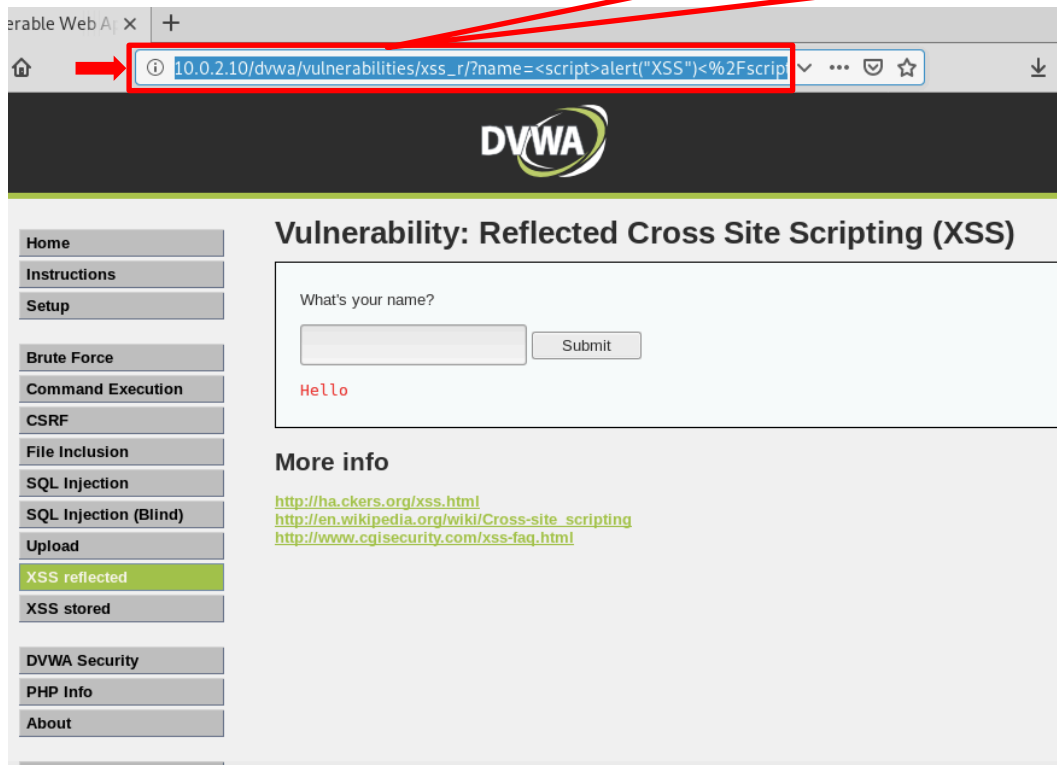 erable Web Ap
10.0.2.10/dvwa/vulnerabilities/xss_r/?name=<script>alert("XSS")<%2Fscrip
DVWA
Vulnerability: Reflected Cross Site Scripting (XSS)
Home
Instructions
Setup
Brute Force
Command Execution
CSRF
File Inclusion
SQL Injection
SQL Injection (Blind)
Upload
XSS reflected
XSS stored
DVWA Security
PHP Info
About
What's your name?
Submit
Hello
More info
http://ha.ckers.org/xss.html
http://en.wikipedia.org/wiki/Cross-site_scripting
http://www.cgisecurity.com/xss-faq.html